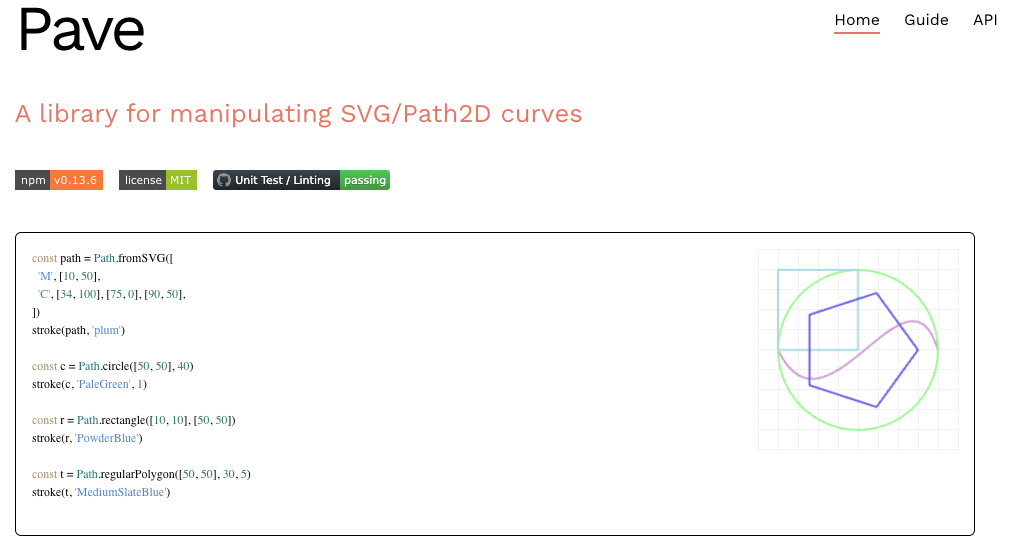 Pave
Home Guide API
A library for manipulating SVG/Path2D curves
npm v0.13.6 license MIT Unit Test / Linting passing
const path = Path.fromSVG([
'M', [10, 50],
'C', [34, 100], [75, 0], [90, 50],
])
stroke(path, 'plum')
const c = Path.circle([50, 50], 40)
stroke(c, 'PaleGreen', 1)
const r = Path.rectangle([10, 10], [50, 50])
stroke(r, 'PowderBlue')
const t = Path.regularPolygon([50, 50], 30, 5)
stroke(t, 'MediumSlateBlue')